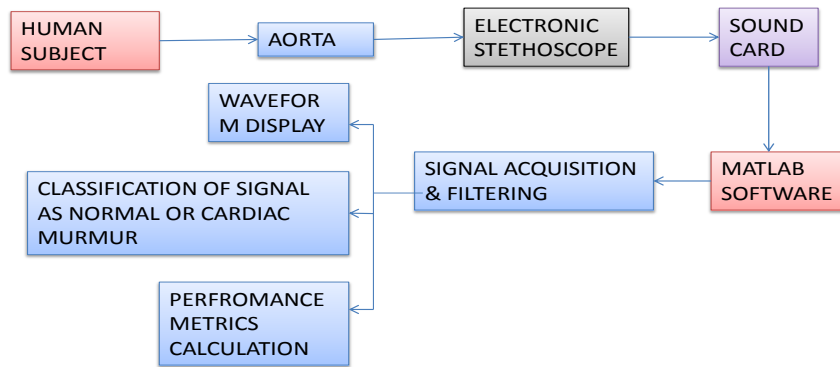 HUMAN
SUBJECT
AORTA
ELECTRONIC
STETHOSCOPE
SOUND
CARD
MATLAB
SOFTWARE
SIGNAL ACQUISITION
& FILTERING
WAVEFOR
M DISPLAY
CLASSIFICATION OF SIGNAL
AS NORMAL OR CARDIAC
MURMUR
PERFROMANCE
METRICS
CALCULATION